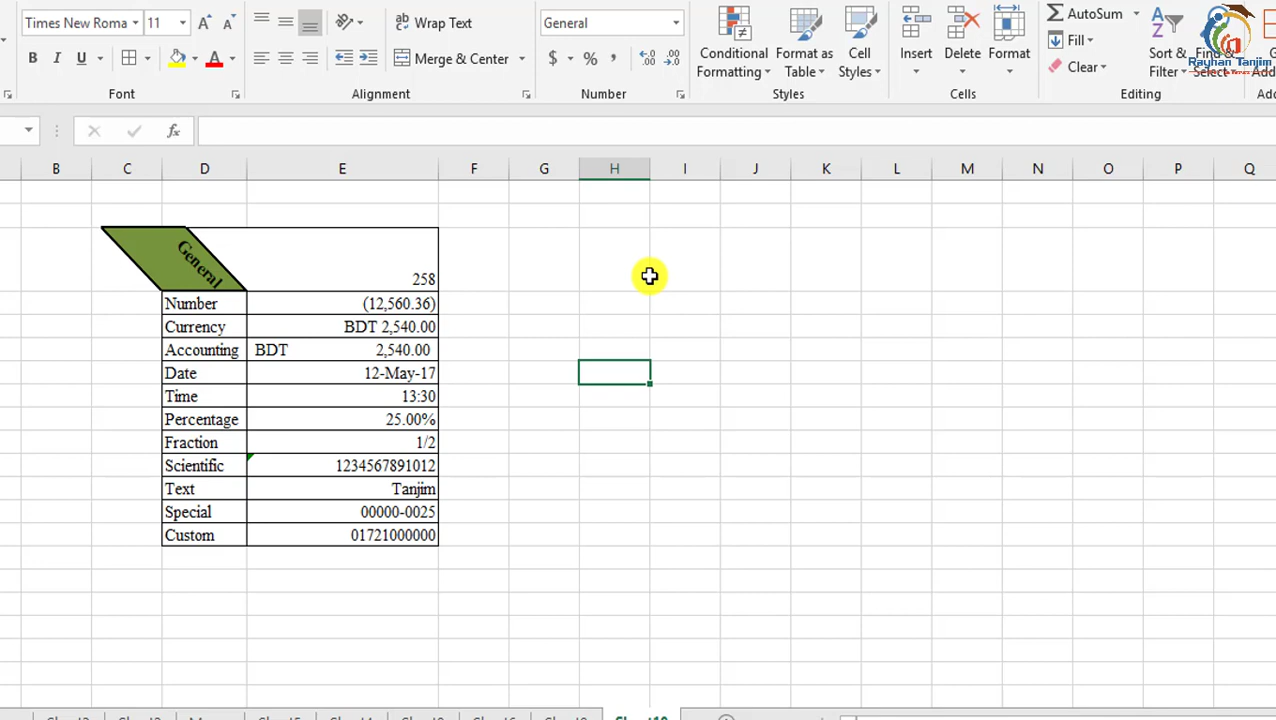 Times New Roma 11 A A Wrap Text General AutoSum
B I U A Merge & Center $ % , Conditional Formatting Format as Table Cell Styles Insert Delete Format Fill Clear Sort & Filter Find & Select
Rayhan Tanjim
Font Alignment Number Styles Cells Editing
fx
B C D E F G H I J K L M N O P Q
General 258
Number (12,560.36)
Currency BDT 2,540.00
Accounting BDT 2,540.00
Date 12-May-17
Time 13:30
Percentage 25.00%
Fraction 1/2
Scientific 1234567891012
Text Tanjim
Special 00000-0025
Custom 01721000000